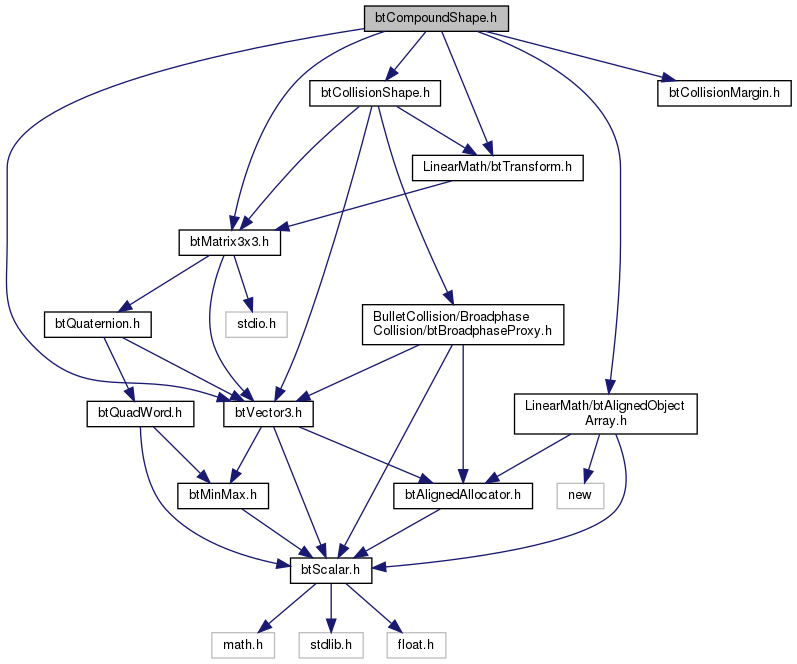 btCompoundShape.h
btCollisionShape.h
btCollisionMargin.h
LinearMath/btTransform.h
btMatrix3x3.h
btQuaternion.h
stdio.h
BulletCollision/Broadphase
Collision/btBroadphaseProxy.h
btQuadWord.h
btVector3.h
LinearMath/btAlignedObject
Array.h
btMinMax.h
btAlignedAllocator.h
new
btScalar.h
math.h
stdlib.h
float.h